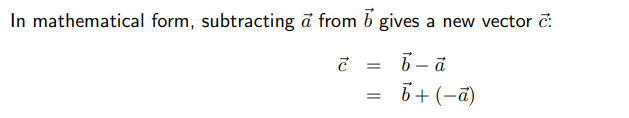 In mathematical form, subtracting a⃗ from b⃗ gives a new vector c⃗:
c⃗ = b⃗ − a⃗
= b⃗ + (−a⃗)